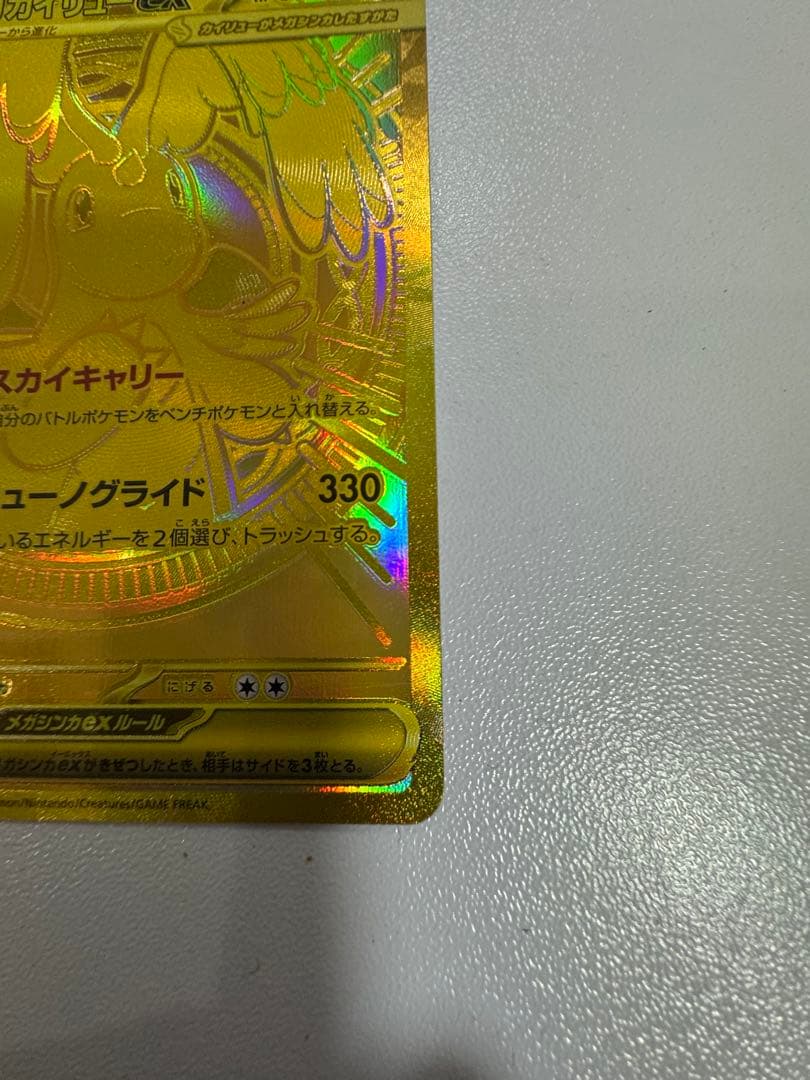 カイリューex
から進化
カイリューがメガシンカしたすがた
スカイキャリー
自分のバトルポケモンをベンチポケモンと入れ替える。
ューノグライド 330
いるエネルギーを2個選び、トラッシュする。
にげる
メガシンカexルール
ガシンカexがきぜつしたとき、相手はサイドを3枚とる。
mon/Nintendo/Creatures/GAME FREAK